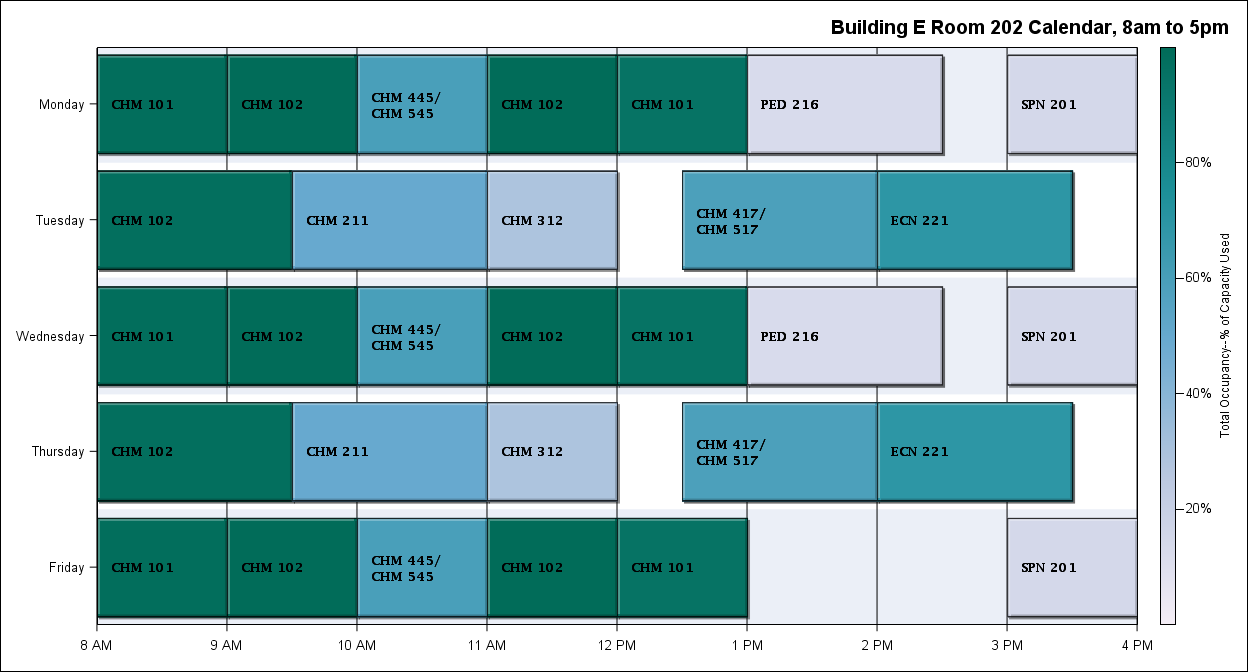 Building E Room 202 Calendar, 8am to 5pm
Monday
CHM 101
CHM 102
CHM 445/
CHM 545
CHM 102
CHM 101
PED 216
SPN 201
Tuesday
CHM 102
CHM 211
CHM 312
CHM 417/
CHM 517
ECN 221
Wednesday
CHM 101
CHM 102
CHM 445/
CHM 545
CHM 102
CHM 101
PED 216
SPN 201
Thursday
CHM 102
CHM 211
CHM 312
CHM 417/
CHM 517
ECN 221
Friday
CHM 101
CHM 102
CHM 445/
CHM 545
CHM 102
CHM 101
SPN 201
8 AM
9 AM
10 AM
11 AM
12 PM
1 PM
2 PM
3 PM
4 PM
80%
60%
40%
20%
Total Occupancy--% of Capacity Used